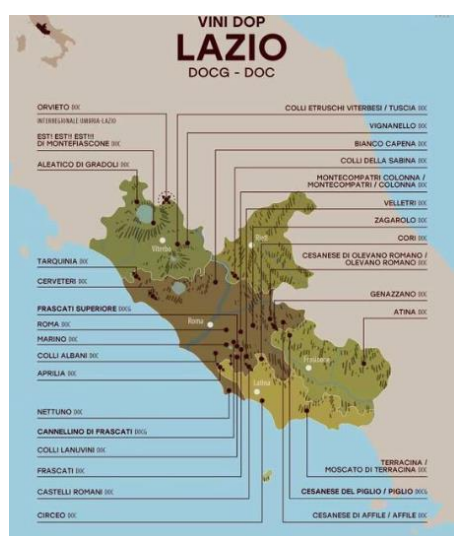 VINI DOP
LAZIO
DOCG - DOC
ORVIETO DOC
INTERREGIONALE UMBRIA-LAZIO
EST! EST!! EST!!!
DI MONTEFIASCONE DOC
ALEATICO DI GRADOLI DOC
TARQUINIA DOC
CERVETERI DOC
FRASCATI SUPERIORE DOCG
ROMA DOC
MARINO DOC
COLLI ALBANI DOC
APRILIA DOC
NETTUNO DOC
CANNELLINO DI FRASCATI DOCG
COLLI LANUVINI DOC
FRASCATI DOC
CASTELLI ROMANI DOC
CIRCEO DOC
COLLI ETRUSCHI VITERBESI / TUSCIA DOC
VIGNANELLO DOC
BIANCO CAPENA DOC
COLLI DELLA SABINA DOC
MONTECOMPATRI COLONNA /
MONTECOMPATRI / COLONNA DOC
VELLETRI DOC
ZAGAROLO DOC
CORI DOC
CESANESE DI OLEVANO ROMANO /
OLEVANO ROMANO DOC
GENAZZANO DOC
ATINA DOC
TERRACINA /
MOSCATO DI TERRACINA DOC
CESANESE DEL PIGLIO / PIGLIO DOCG
CESANESE DI AFFILE / AFFILE DOC
Viterbo
Rieti
Roma
Frosinone
Latina